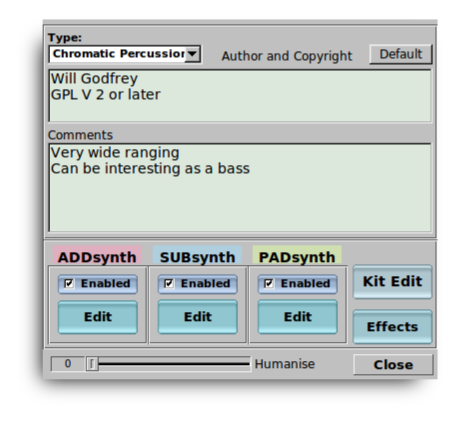 Type:
Chromatic Percussion
Author and Copyright
Default
Will Godfrey
GPL V 2 or later
Comments
Very wide ranging
Can be interesting as a bass
ADDsynth SUBsynth PADsynth
Enabled Enabled Enabled
Kit Edit
Edit Edit Edit
Effects
0 Humanise Close